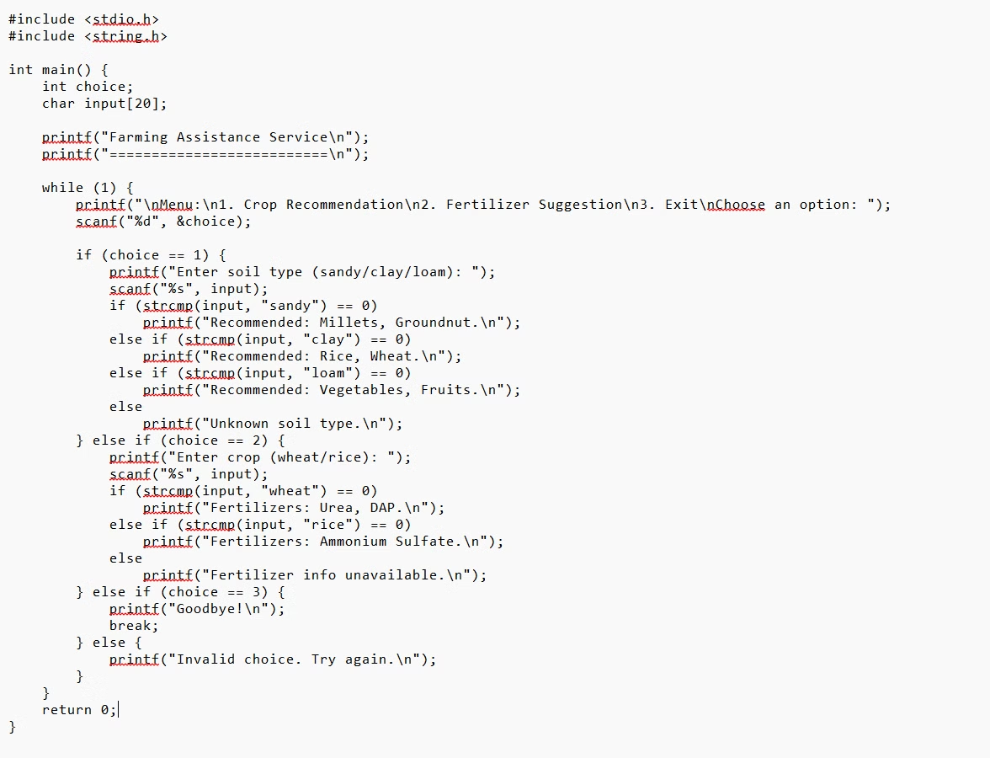 #include <stdio.h>
#include <string.h>

int main() {
    int choice;
    char input[20];

    printf("Farming Assistance Service\n");
    printf("==========================\n");

    while (1) {
        printf("\nMenu:\n1. Crop Recommendation\n2. Fertilizer Suggestion\n3. Exit\nChoose an option: ");
        scanf("%d", &choice);

        if (choice == 1) {
            printf("Enter soil type (sandy/clay/loam): ");
            scanf("%s", input);
            if (strcmp(input, "sandy") == 0)
                printf("Recommended: Millets, Groundnut.\n");
            else if (strcmp(input, "clay") == 0)
                printf("Recommended: Rice, Wheat.\n");
            else if (strcmp(input, "loam") == 0)
                printf("Recommended: Vegetables, Fruits.\n");
            else
                printf("Unknown soil type.\n");
        } else if (choice == 2) {
            printf("Enter crop (wheat/rice): ");
            scanf("%s", input);
            if (strcmp(input, "wheat") == 0)
                printf("Fertilizers: Urea, DAP.\n");
            else if (strcmp(input, "rice") == 0)
                printf("Fertilizers: Ammonium Sulfate.\n");
            else
                printf("Fertilizer info unavailable.\n");
        } else if (choice == 3) {
            printf("Goodbye!\n");
            break;
        } else {
            printf("Invalid choice. Try again.\n");
        }
    }
    return 0;
}